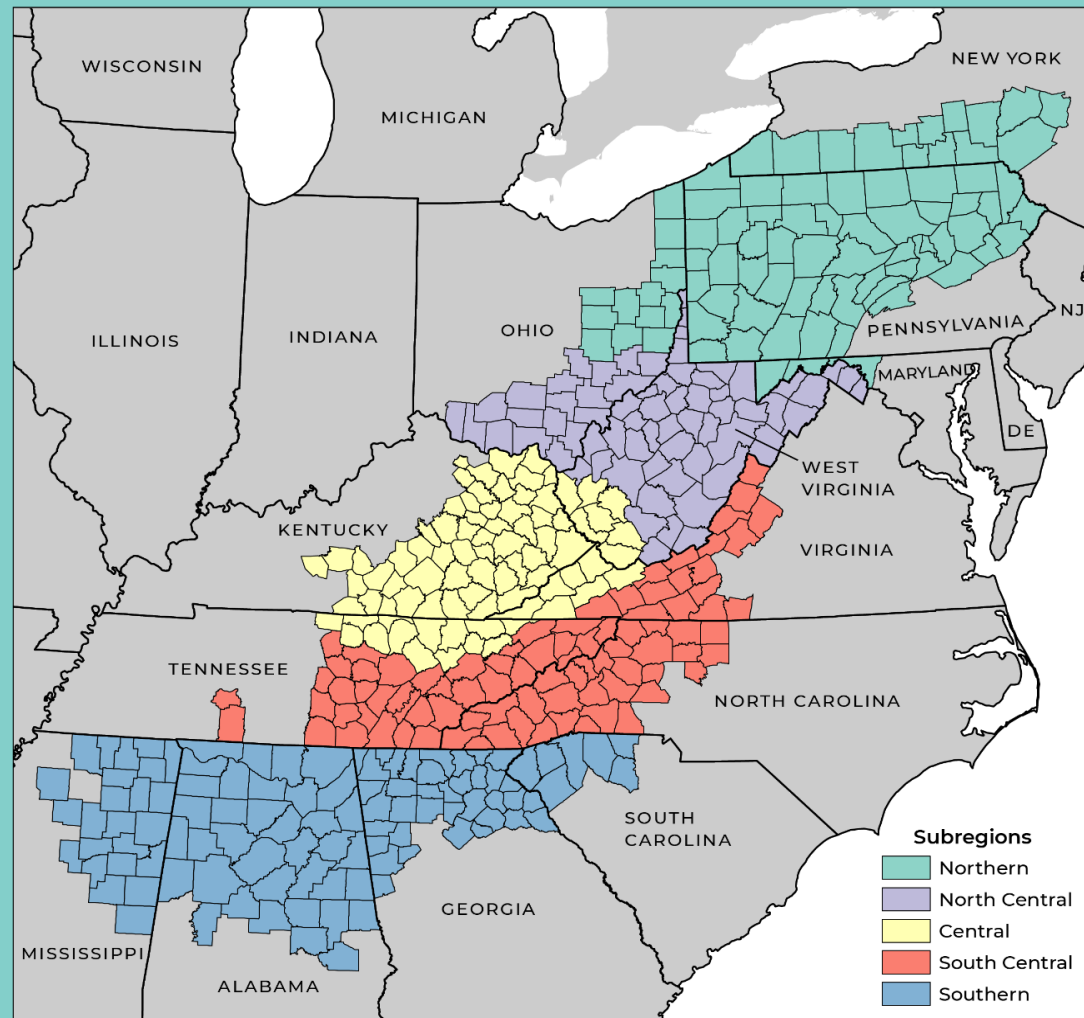 WISCONSIN
NEW YORK
MICHIGAN
ILLINOIS
INDIANA
OHIO
PENNSYLVANIA
NJ
MARYLAND
DE
WEST
VIRGINIA
KENTUCKY
VIRGINIA
TENNESSEE
NORTH CAROLINA
SOUTH
CAROLINA
GEORGIA
MISSISSIPPI
ALABAMA
Subregions
Northern
North Central
Central
South Central
Southern